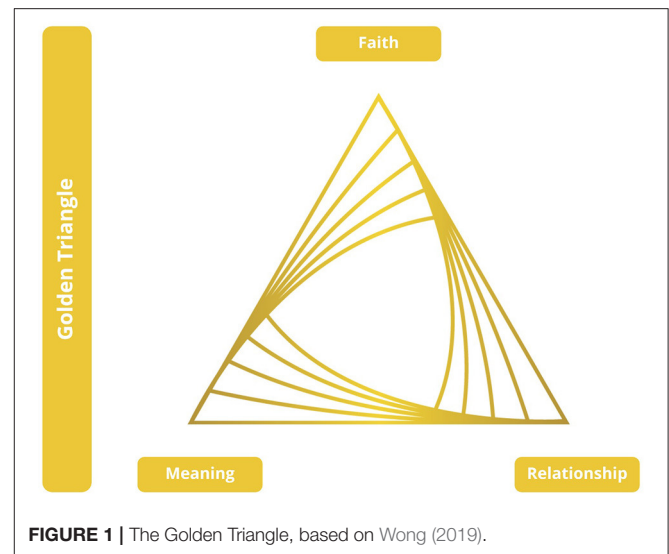 Golden Triangle
Faith
Meaning
Relationship
FIGURE 1 | The Golden Triangle, based on Wong (2019).